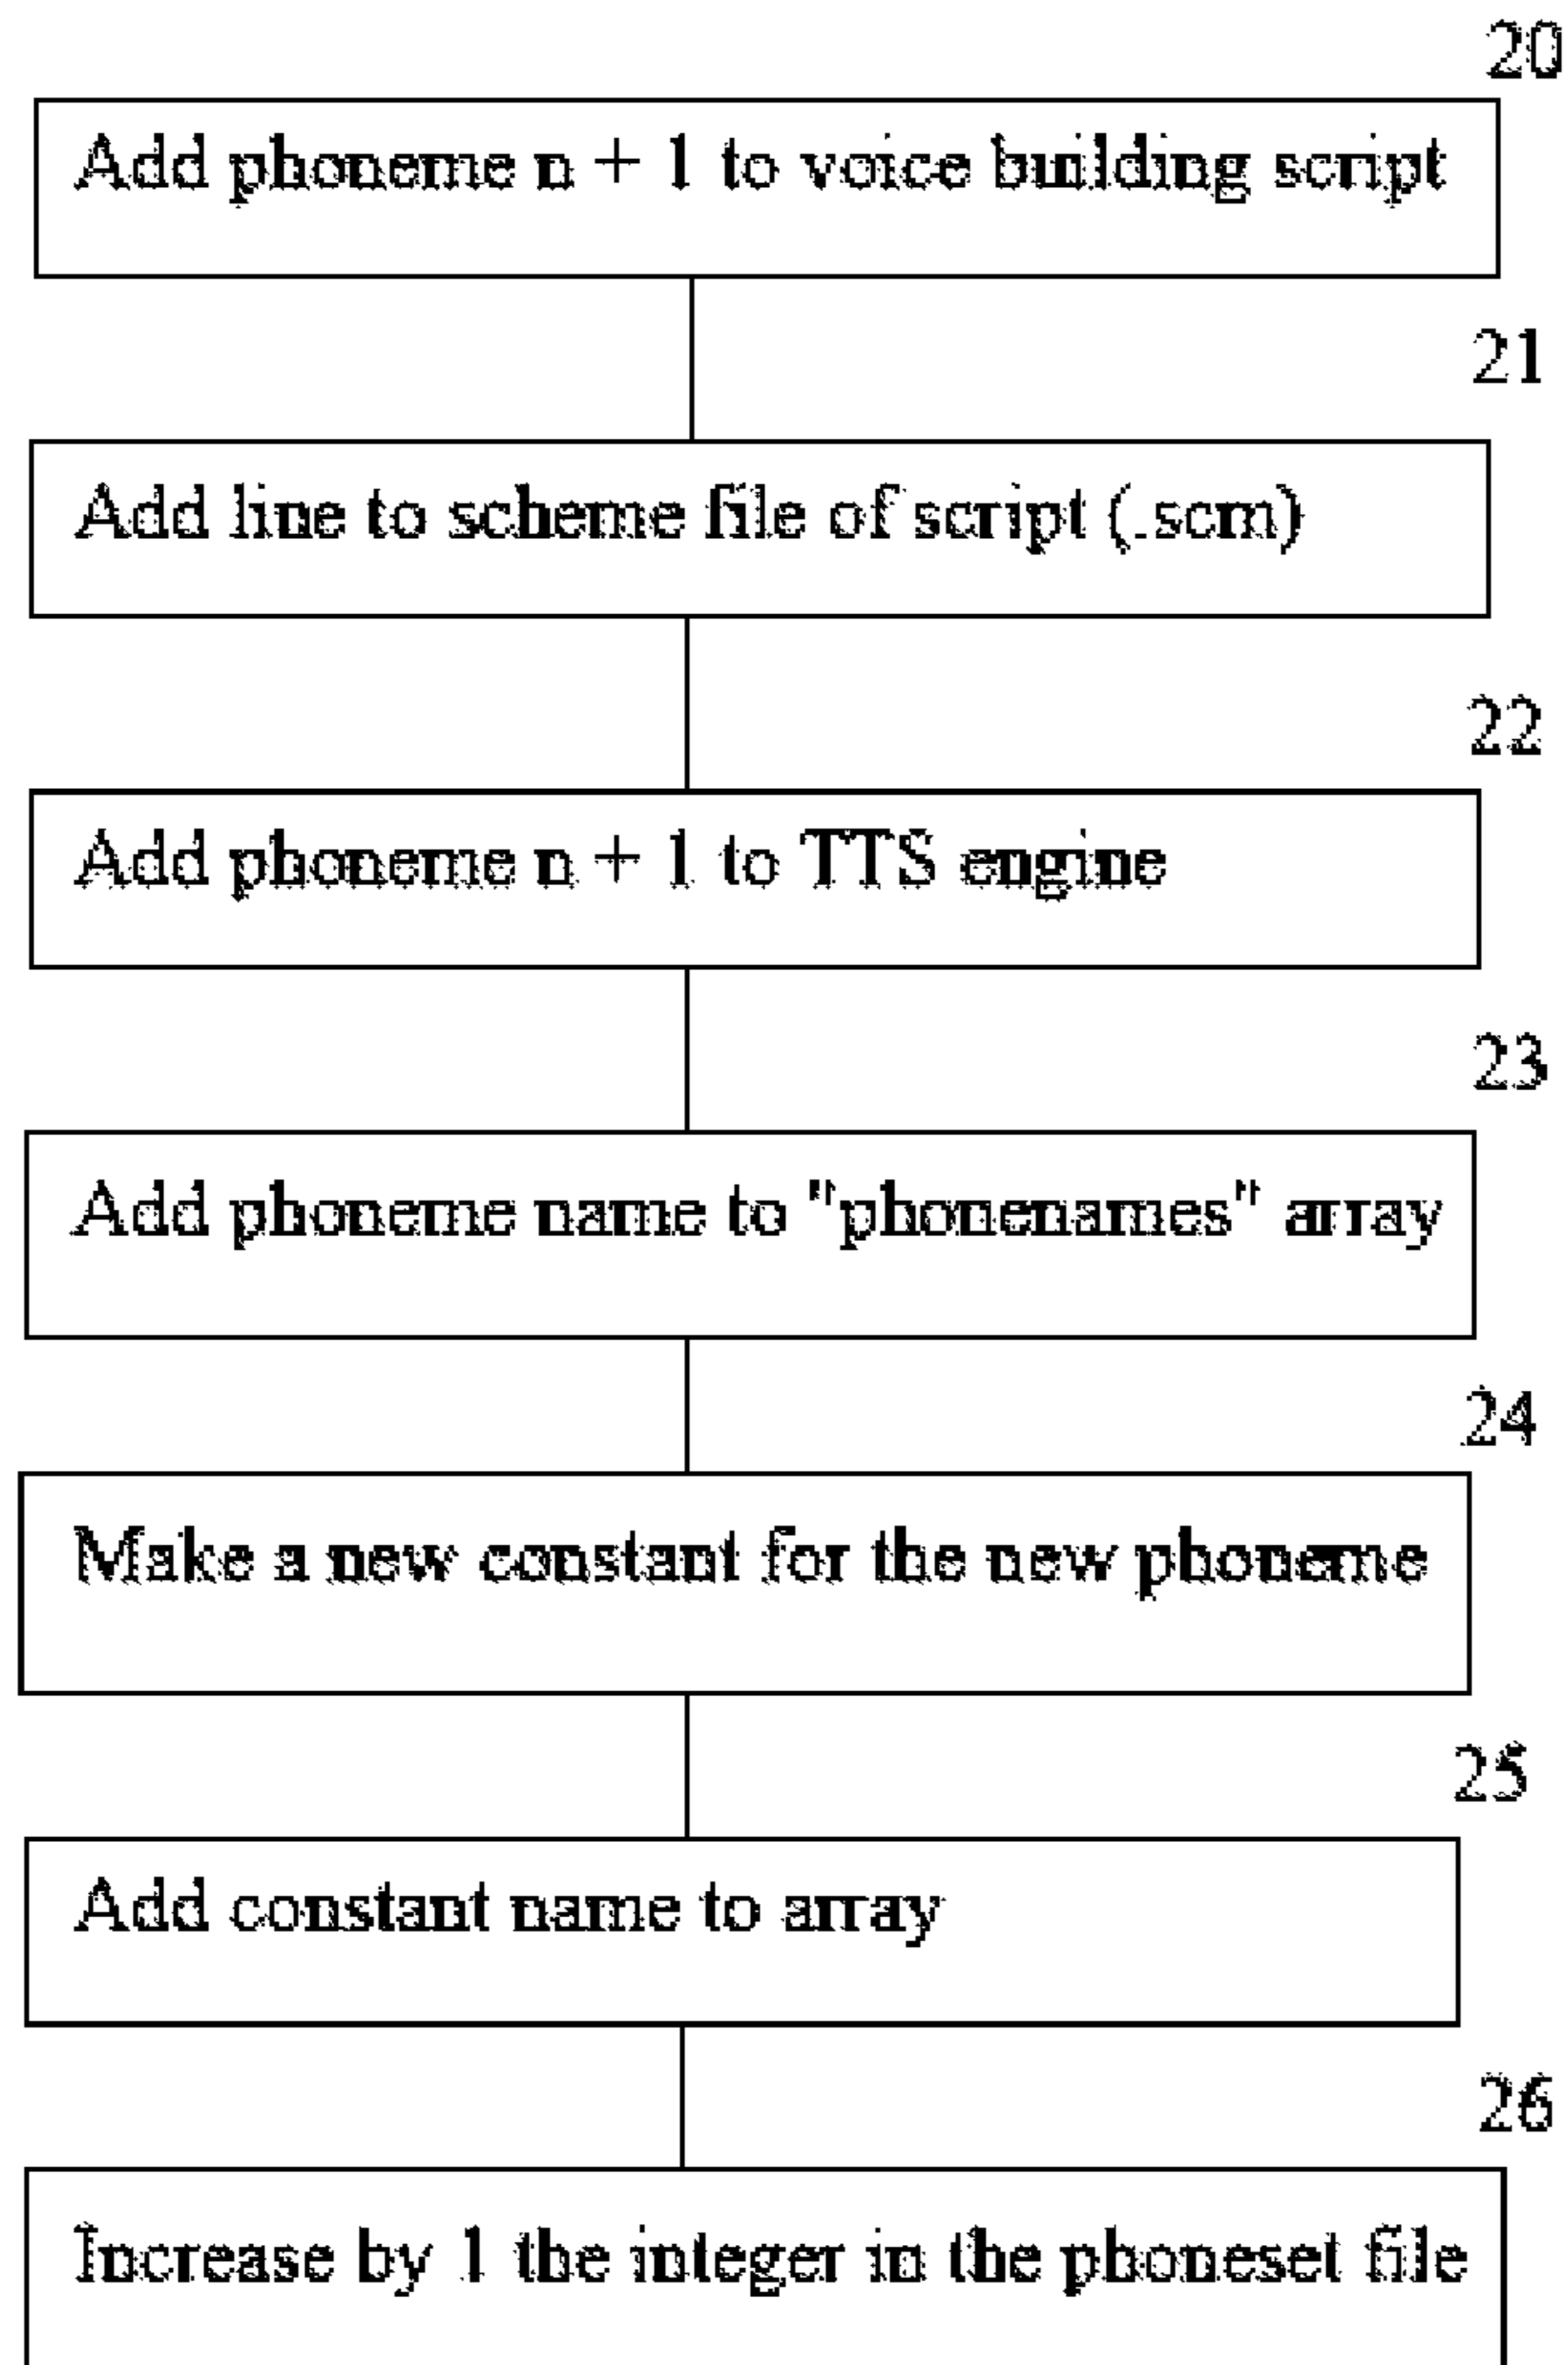 20
Add phoneme n + 1 to voice building script
21
Add line to scheme file of script (.scm)
22
Add phoneme n + 1 to TTS engine
23
Add phoneme name to "phonenames" array
24
Make a new constant for the new phoneme
25
Add constant name to array
26
Increase by 1 the integer in the phoneset file